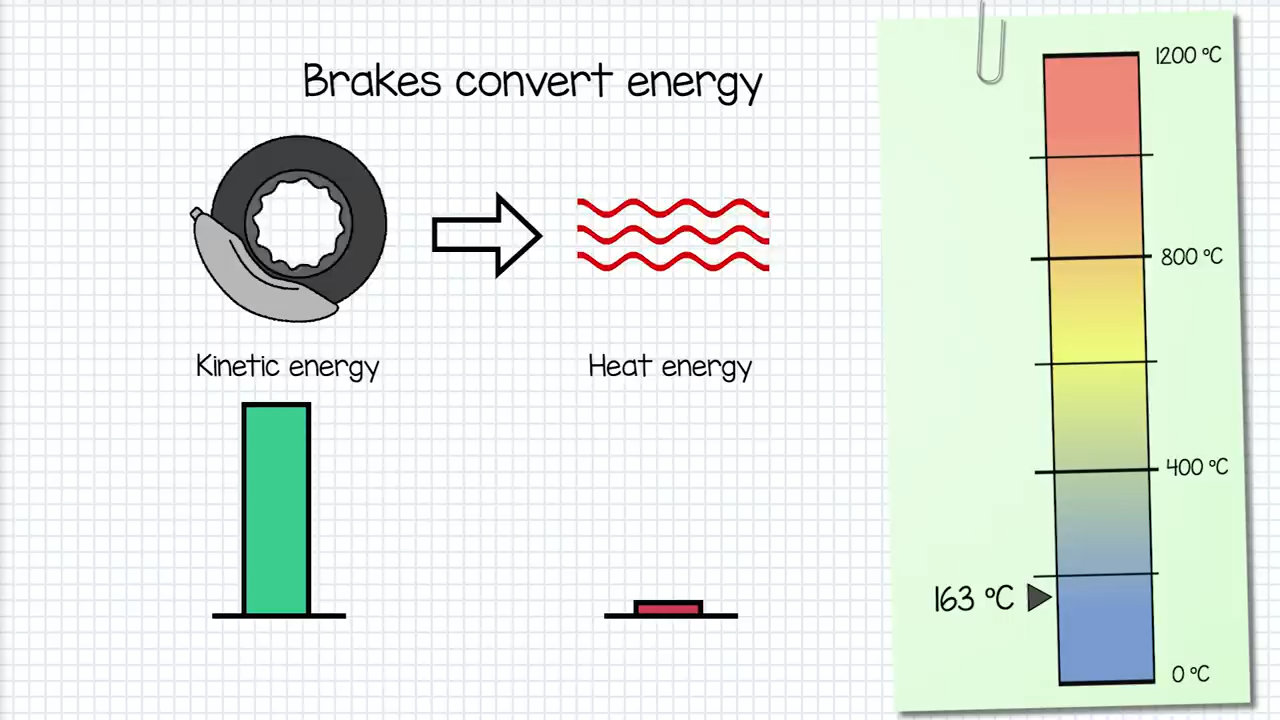 Brakes convert energy
Kinetic energy
Heat energy
1200 °C
800 °C
400 °C
163 °C
0 °C